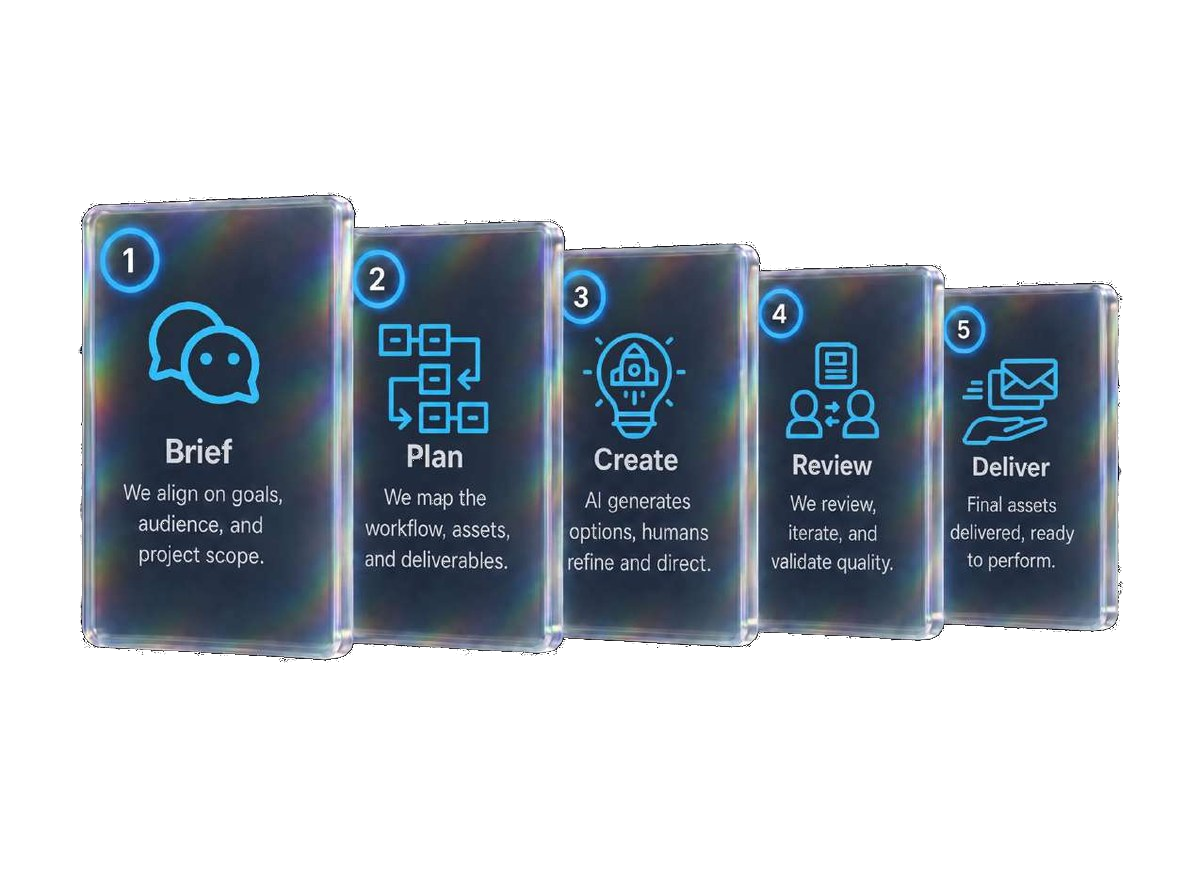 1
Brief
We align on goals,
audience, and
project scope.
2
Plan
We map the
workflow, assets,
and deliverables.
3
Create
AI generates
options, humans
refine and direct.
4
Review
We review,
iterate, and
validate quality.
5
Deliver
Final assets
delivered, ready
to perform.